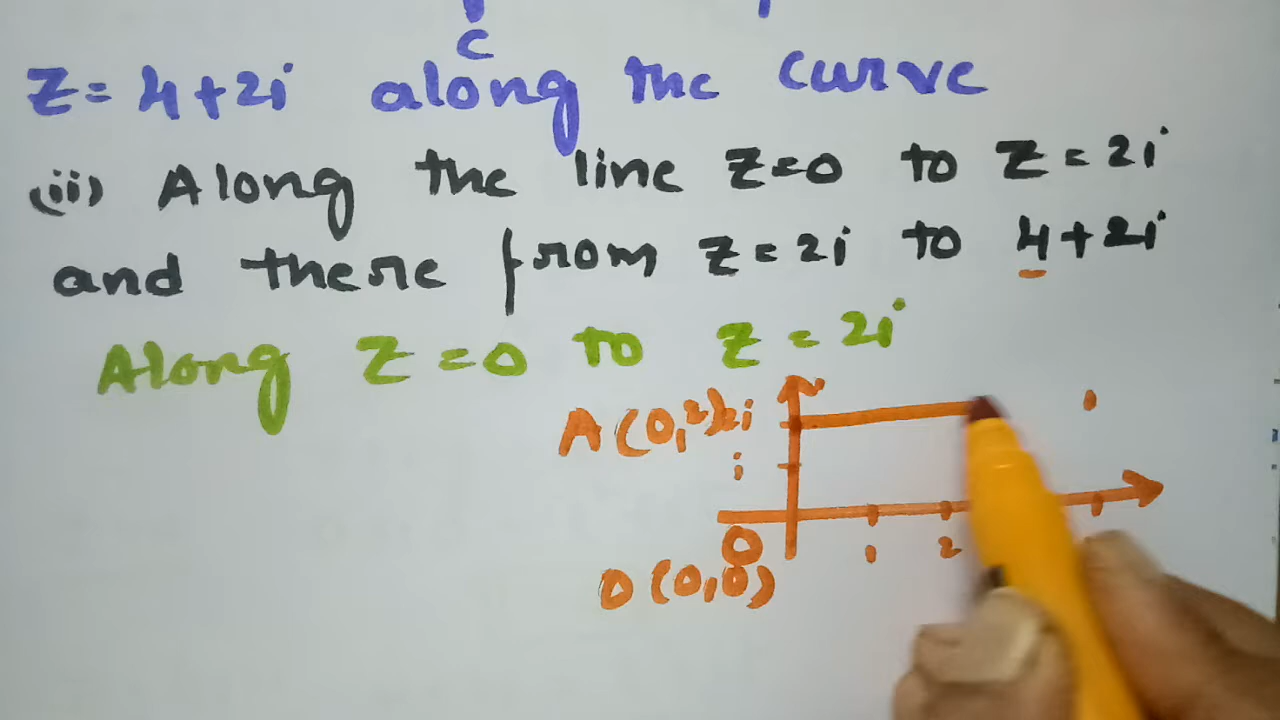 C
Z = 4+2i along the curve
(ii) Along the line Z=0 to Z = 2i
and there from Z = 2i to 4+2i
Along Z = 0 to Z = 2i
A(0,2) 2i
i
O
1 2
O(0,0)